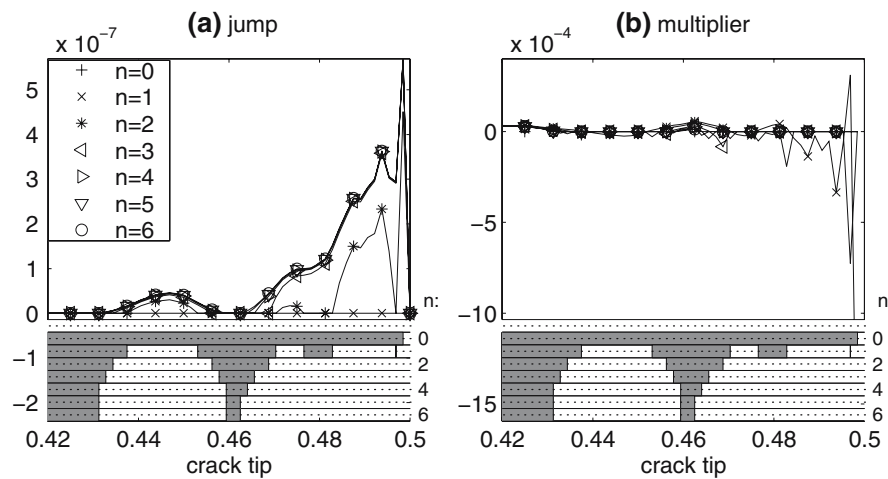 (a) jump
x 10⁻⁷
5
4
3
2
1
0
−1
−2
n=0
n=1
n=2
n=3
n=4
n=5
n=6
n:
0
2
4
6
0.42 0.44 0.46 0.48 0.5
crack tip
(b) multiplier
x 10⁻⁴
0
−5
−10
−15
n
0
2
4
6
0.42 0.44 0.46 0.48 0.5
crack tip